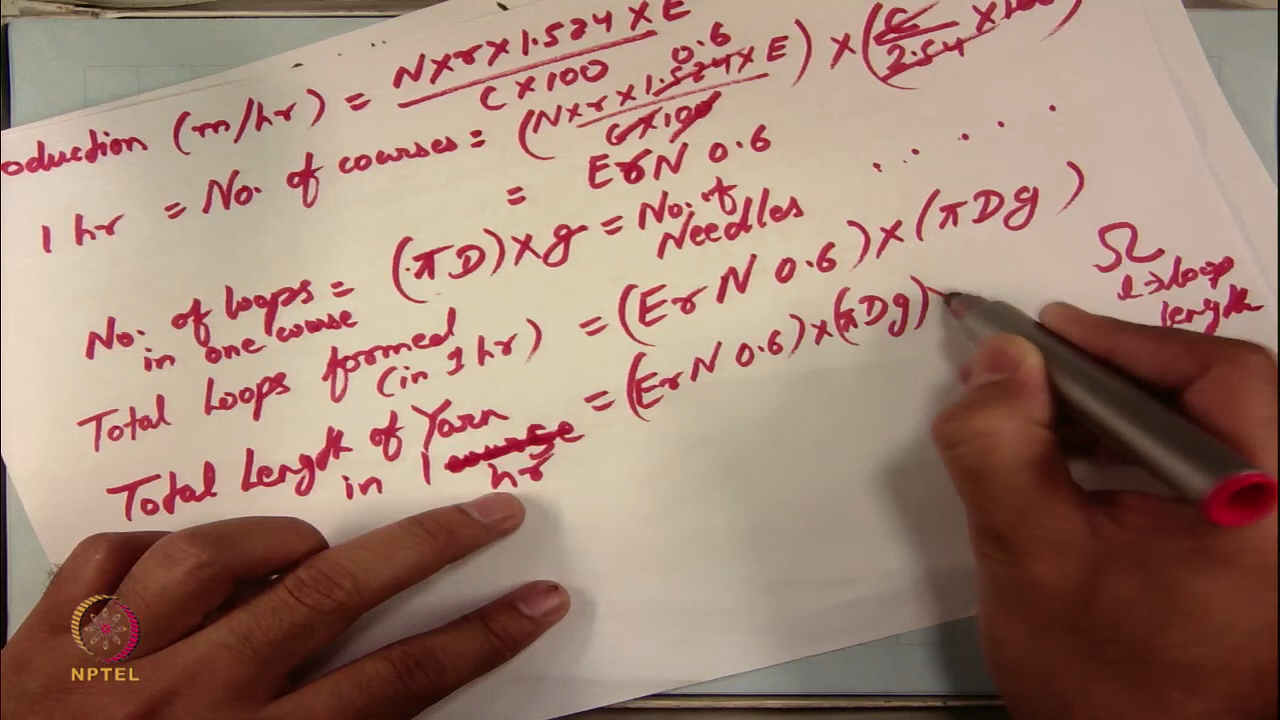 oduction (m/hr) = N×r×1.524×E / C×100
1 hr = No. of courses = (N×r×1.524×E / C×100) × (C / 2.54 × 100)
0.6
= ErN 0.6
No. of loops in one course = (πD)×g = No. of Needles
Total Loops formed (in 1 hr) = (ErN 0.6)×(πDg)
l → loop length
Total Length of Yarn in 1 course hr = (ErN 0.6)×(πDg)
NPTEL